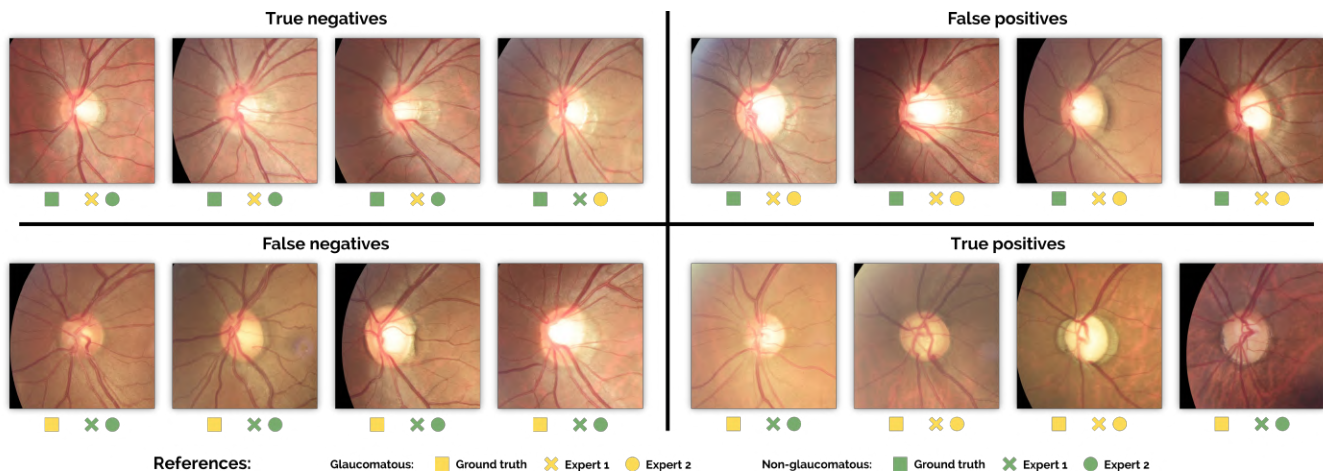 True negatives
False positives
False negatives
True positives
References:
Glaucomatous: Ground truth Expert 1 Expert 2
Non-glaucomatous: Ground truth Expert 1 Expert 2